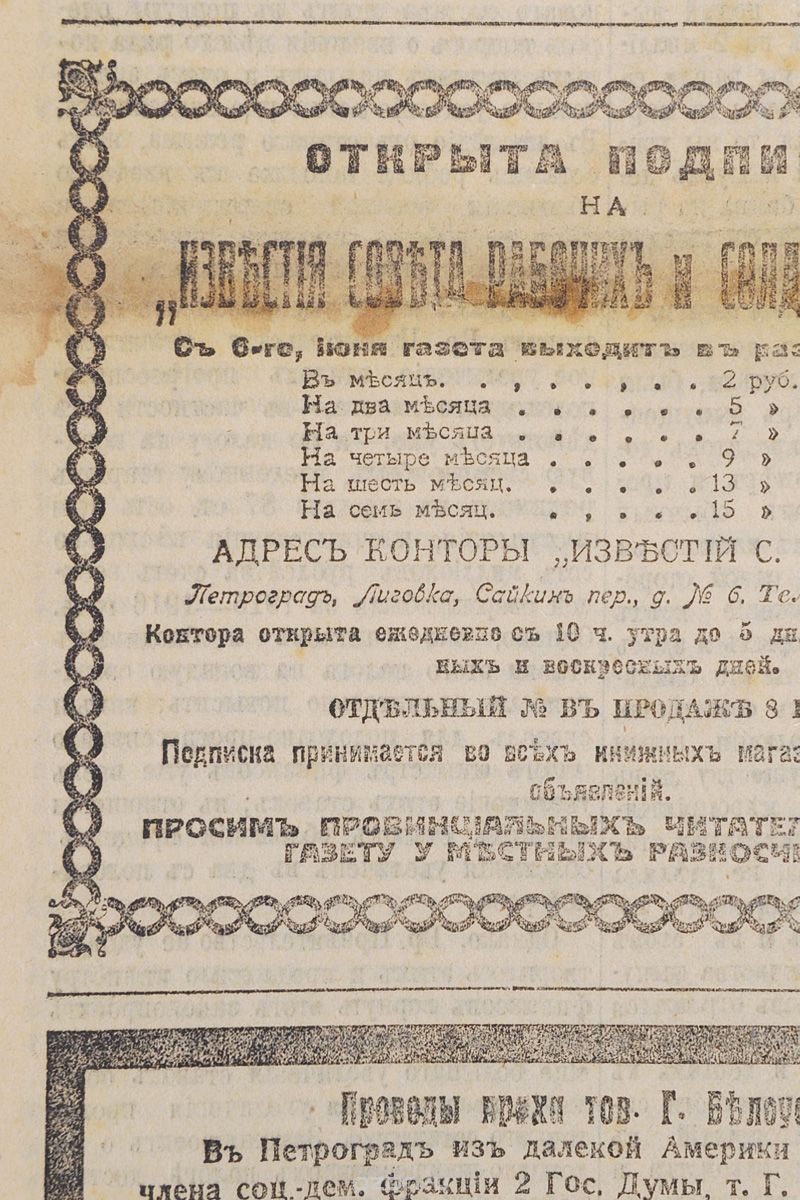 ОТКРЫТА ПОДПИ
НА
„ИЗВѢСТІЯ СОВѢТА РАБОЧИХЪ и СОЛД
Съ 6-го, іюня газета выходитъ въ раз
Въ мѣсяцъ. . , . . , . . 2 руб.
На два мѣсяца . . . . . . 5 »
На три мѣсяца . . . . . . 7 »
На четыре мѣсяца . . . . . 9 »
На шесть мѣсяц. . . . . . 13 »
На семь мѣсяц. . , . . . 15 »
АДРЕСЪ КОНТОРЫ „ИЗВѢСТІЙ С.
Петроградъ, Лиговка, Сайкинъ пер., д. № 6. Тел
Контора открыта ежедневно съ 10 ч. утра до 5 дн
ныхъ и воскресныхъ дней.
ОТДѢЛЬНЫЙ № ВЪ ПРОДАЖѢ 8 К
Подписка принимается во всѣхъ книжныхъ магаз
объявленій.
ПРОСИМЪ ПРОВИНЦІАЛЬНЫХЪ ЧИТАТЕЛ
ГАЗЕТУ У МѢСТНЫХЪ РАЗНОСЧИ
Проводы праха тов. Г. Бѣлоу
Въ Петроградъ изъ далекой Америки
члена соц.-дем. фракціи 2 Гос. Думы, т. Г.